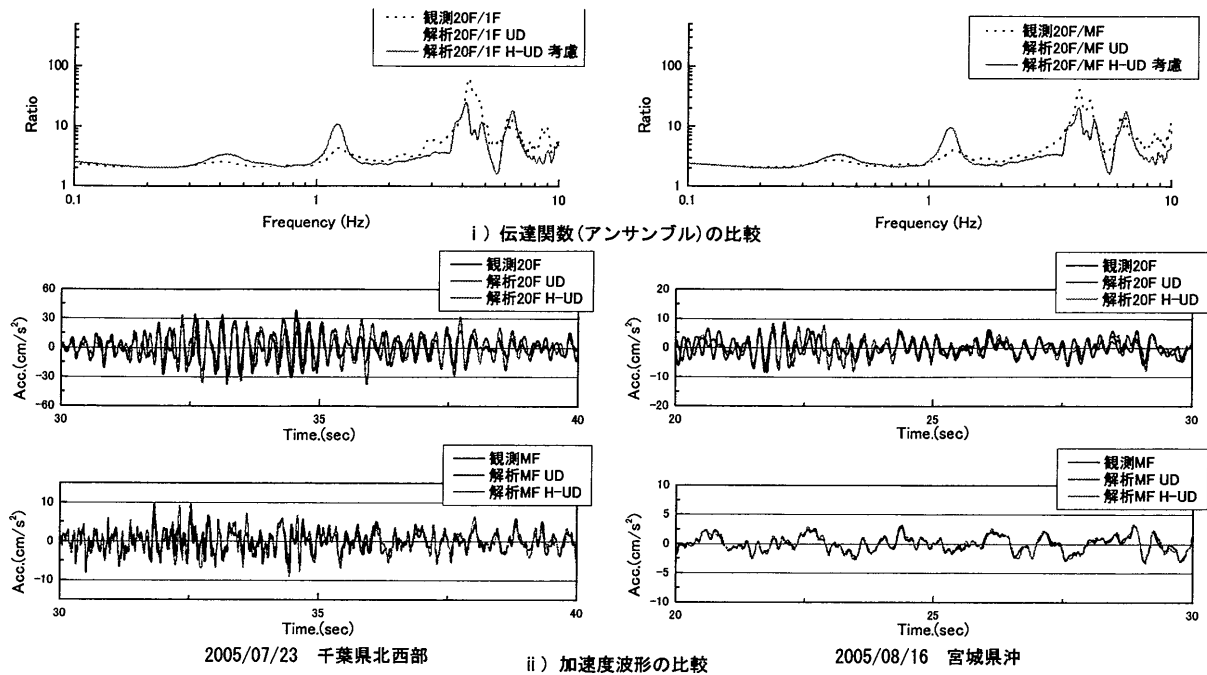 観測20F/1F
解析20F/1F UD
解析20F/1F H-UD 考慮
Ratio
100
10
1
0.1
1
10
Frequency (Hz)
観測20F/MF
解析20F/MF UD
解析20F/MF H-UD 考慮
Ratio
100
10
1
0.1
1
10
Frequency (Hz)
i) 伝達関数(アンサンブル)の比較
観測20F
解析20F UD
解析20F H-UD
Acc.(cm/s²)
60
30
0
-30
-60
30
35
40
Time.(sec)
観測20F
解析20F UD
解析20F H-UD
Acc.(cm/s²)
20
10
0
-10
-20
20
25
30
Time.(sec)
観測MF
解析MF UD
解析MF H-UD
Acc.(cm/s²)
10
0
-10
30
35
40
Time.(sec)
観測MF
解析MF UD
解析MF H-UD
Acc.(cm/s²)
10
5
0
-5
-10
20
25
30
Time.(sec)
2005/07/23 千葉県北西部
ii) 加速度波形の比較
2005/08/16 宮城県沖